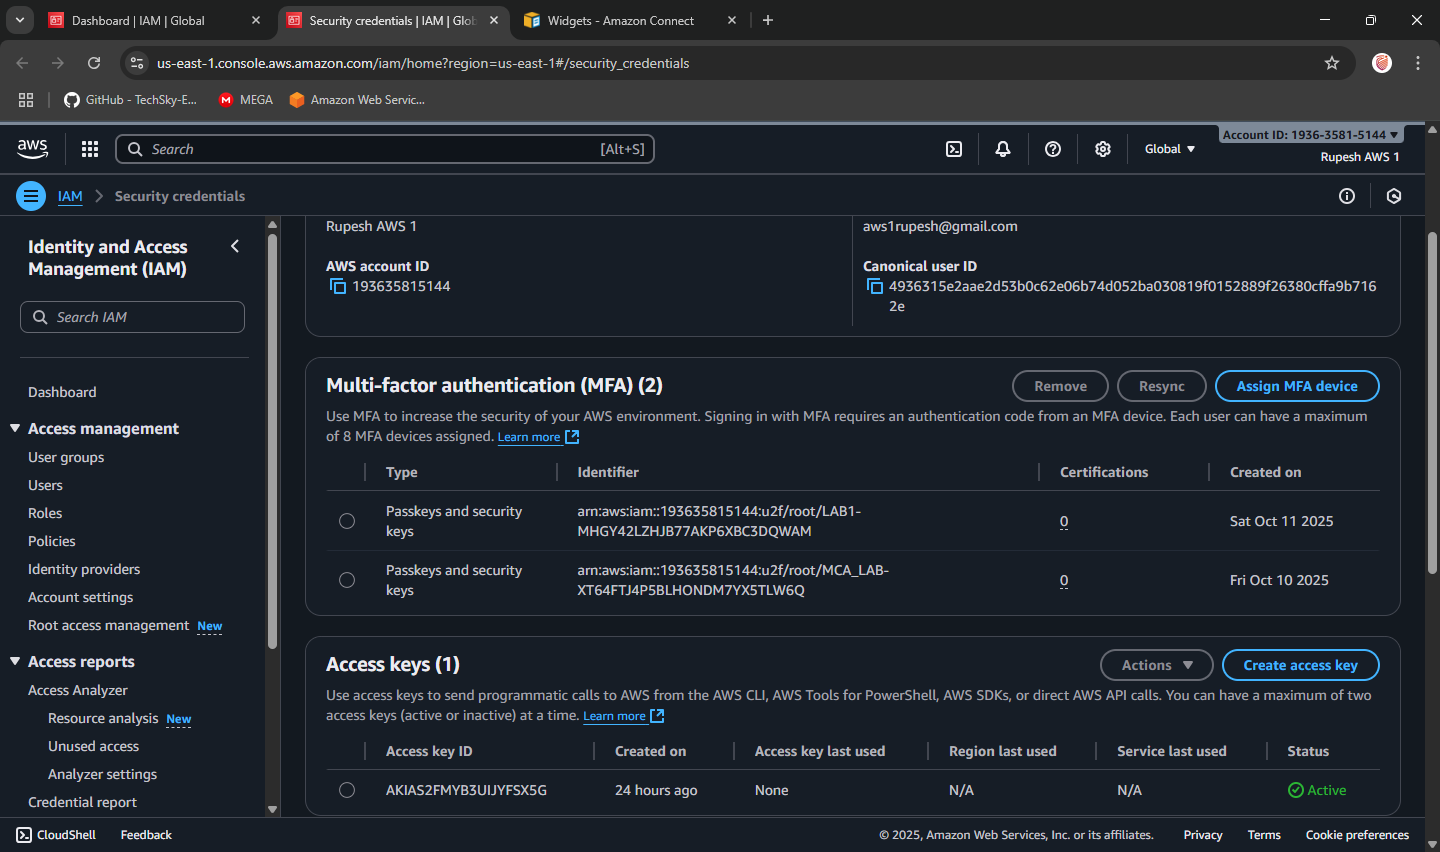 Dashboard | IAM | Global
Security credentials | IAM | Glob
Widgets - Amazon Connect
us-east-1.console.aws.amazon.com/iam/home?region=us-east-1#/security_credentials
GitHub - TechSky-E...
MEGA
Amazon Web Servic...
aws
Search
[Alt+S]
Global
Account ID: 1936-3581-5144
Rupesh AWS 1
IAM
Security credentials
Identity and Access
Management (IAM)
Search IAM
Dashboard
Access management
User groups
Users
Roles
Policies
Identity providers
Account settings
Root access management New
Access reports
Access Analyzer
Resource analysis New
Unused access
Analyzer settings
Credential report
Rupesh AWS 1
aws1rupesh@gmail.com
AWS account ID
193635815144
Canonical user ID
4936315e2aae2d53b0c62e06b74d052ba030819f0152889f26380cffa9b716
2e
Multi-factor authentication (MFA) (2)
Remove
Resync
Assign MFA device
Use MFA to increase the security of your AWS environment. Signing in with MFA requires an authentication code from an MFA device. Each user can have a maximum
of 8 MFA devices assigned. Learn more
Type
Identifier
Certifications
Created on
Passkeys and security
keys
arn:aws:iam::193635815144:u2f/root/LAB1-
MHGY42LZHJB77AKP6XBC3DQWAM
0
Sat Oct 11 2025
Passkeys and security
keys
arn:aws:iam::193635815144:u2f/root/MCA_LAB-
XT64FTJ4P5BLHONDM7YX5TLW6Q
0
Fri Oct 10 2025
Access keys (1)
Actions
Create access key
Use access keys to send programmatic calls to AWS from the AWS CLI, AWS Tools for PowerShell, AWS SDKs, or direct AWS API calls. You can have a maximum of two
access keys (active or inactive) at a time. Learn more
Access key ID
Created on
Access key last used
Region last used
Service last used
Status
AKIAS2FMYB3UIJYFSX5G
24 hours ago
None
N/A
N/A
Active
CloudShell
Feedback
© 2025, Amazon Web Services, Inc. or its affiliates.
Privacy
Terms
Cookie preferences